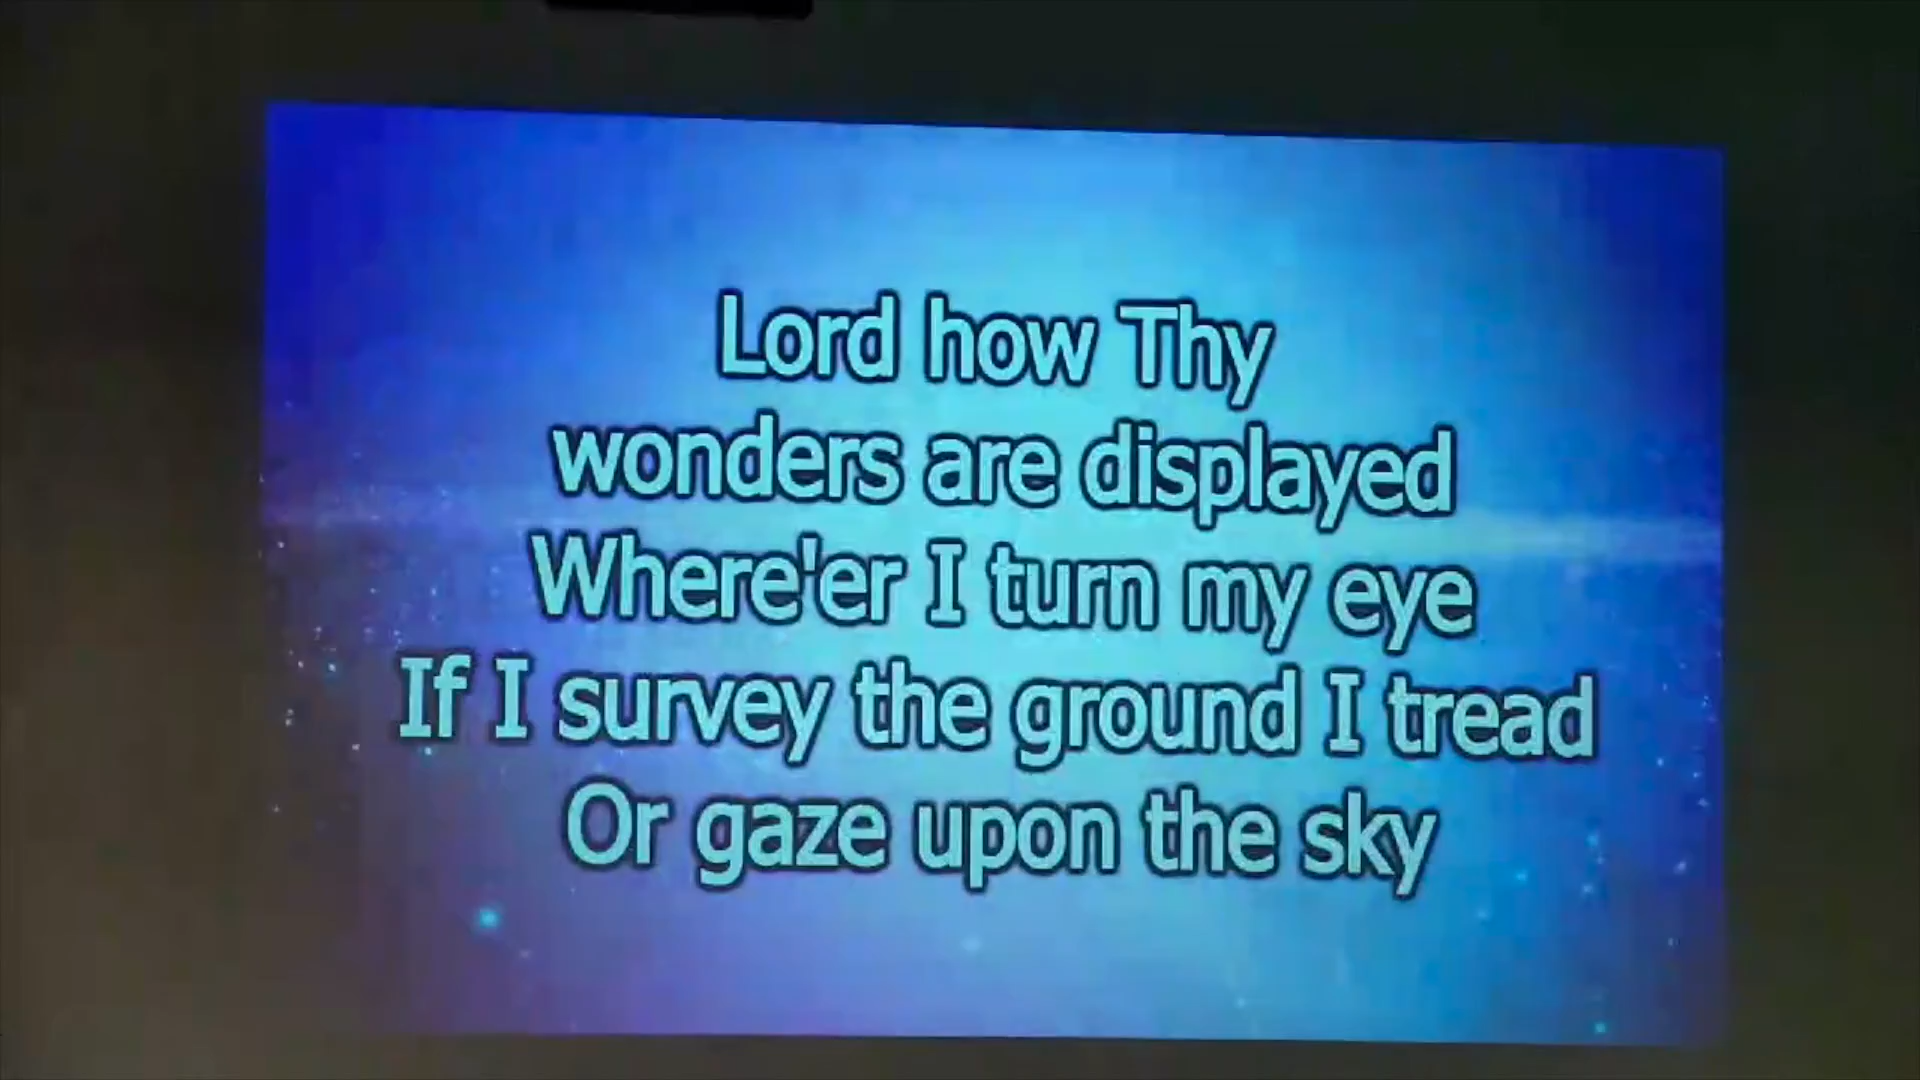 Lord how Thy
wonders are displayed
Where'er I turn my eye
If I survey the ground I tread
Or gaze upon the sky